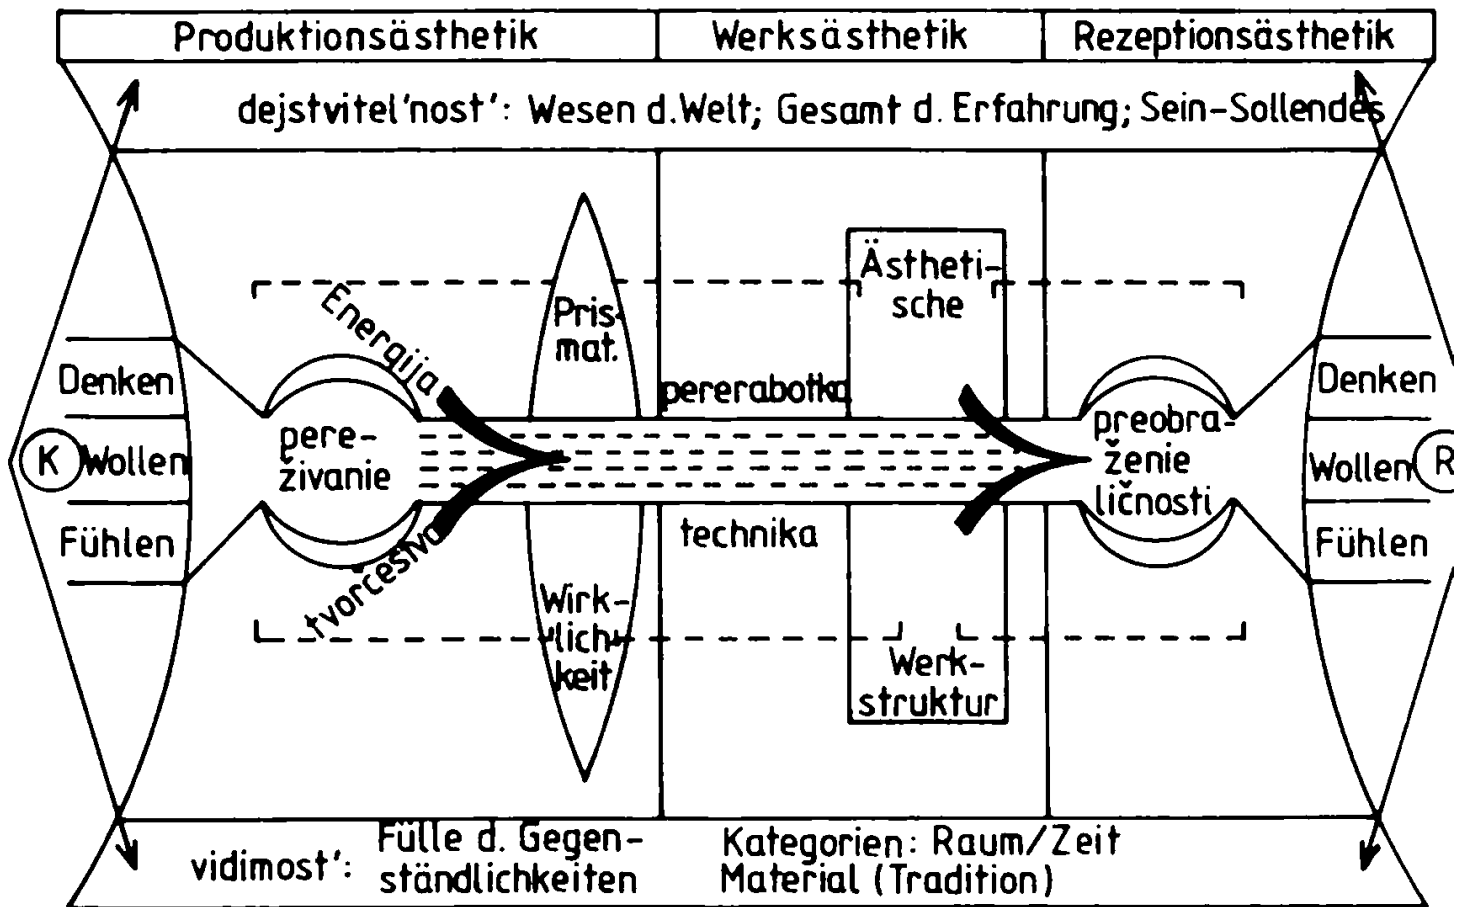 Produktionsästhetik
Werksästhetik
Rezeptionsästhetik
dejstvitel'nost': Wesen d. Welt; Gesamt d. Erfahrung; Sein-Sollendes
Energija
Pris-
mat.
Ästheti-
sche
Denken
pererabotka
Denken
K
Wollen
pere-
živanie
preobra-
ženie
ličnosti
Wollen
R
Fühlen
technika
Fühlen
tvorčestvo
Wirk-
lich-
keit
Werk-
struktur
vidimost':
Fülle d. Gegen-
ständlichkeiten
Kategorien: Raum/Zeit
Material (Tradition)